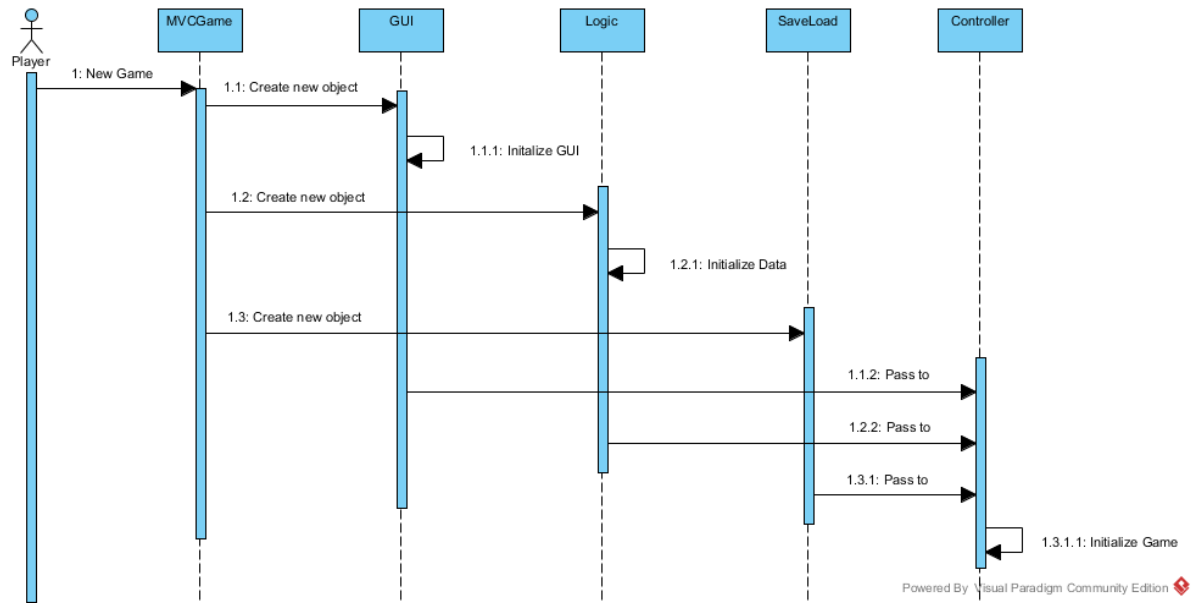 MVCGame
GUI
Logic
SaveLoad
Controller
Player
1: New Game
1.1: Create new object
1.1.1: Initalize GUI
1.2: Create new object
1.2.1: Initialize Data
1.3: Create new object
1.1.2: Pass to
1.2.2: Pass to
1.3.1: Pass to
1.3.1.1: Initialize Game
Powered By Visual Paradigm Community Edition